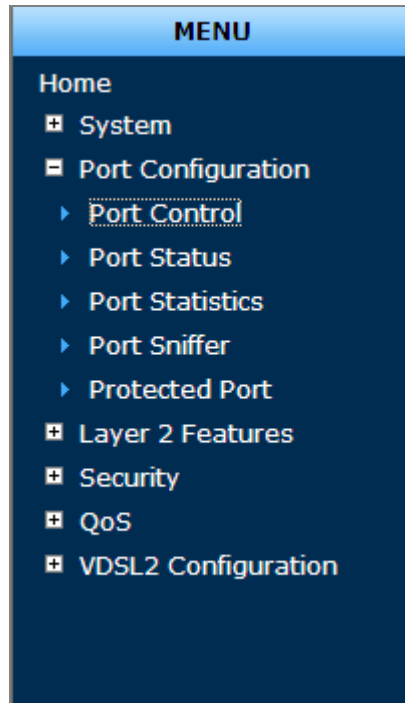 MENU
Home
System
Port Configuration
Port Control
Port Status
Port Statistics
Port Sniffer
Protected Port
Layer 2 Features
Security
QoS
VDSL2 Configuration